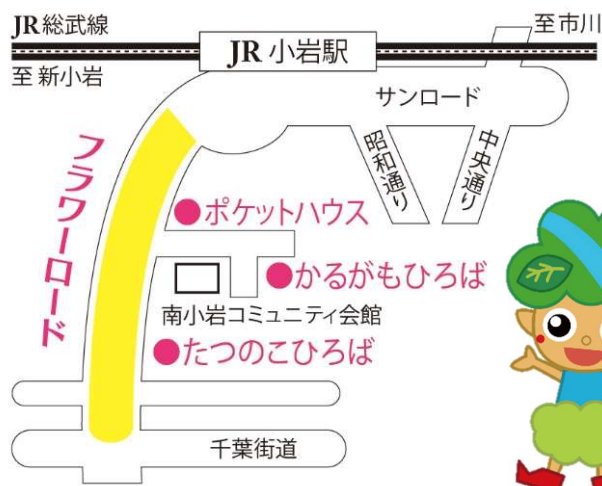 JR 総武線
至 市川
JR 小岩駅
至 新小岩
サンロード
昭和通り
中央通り
フラワーロード
●ポケットハウス
●かるがもひろば
南小岩コミュニティ会館
●たつのこひろば
千葉街道